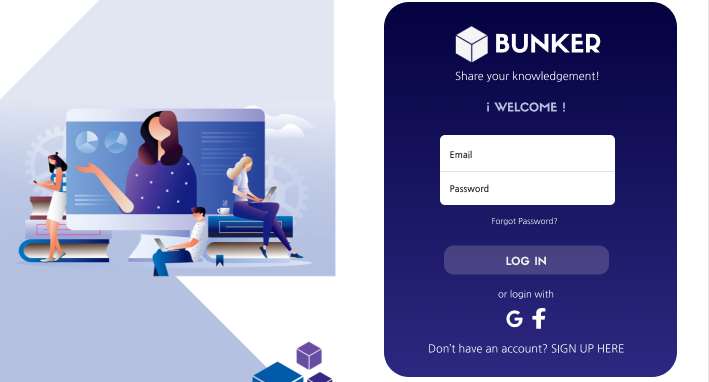 BUNKER
Share your knowledgement!
¡ WELCOME !
Email
Password
Forgot Password?
LOG IN
or login with
G f
Don't have an account? SIGN UP HERE